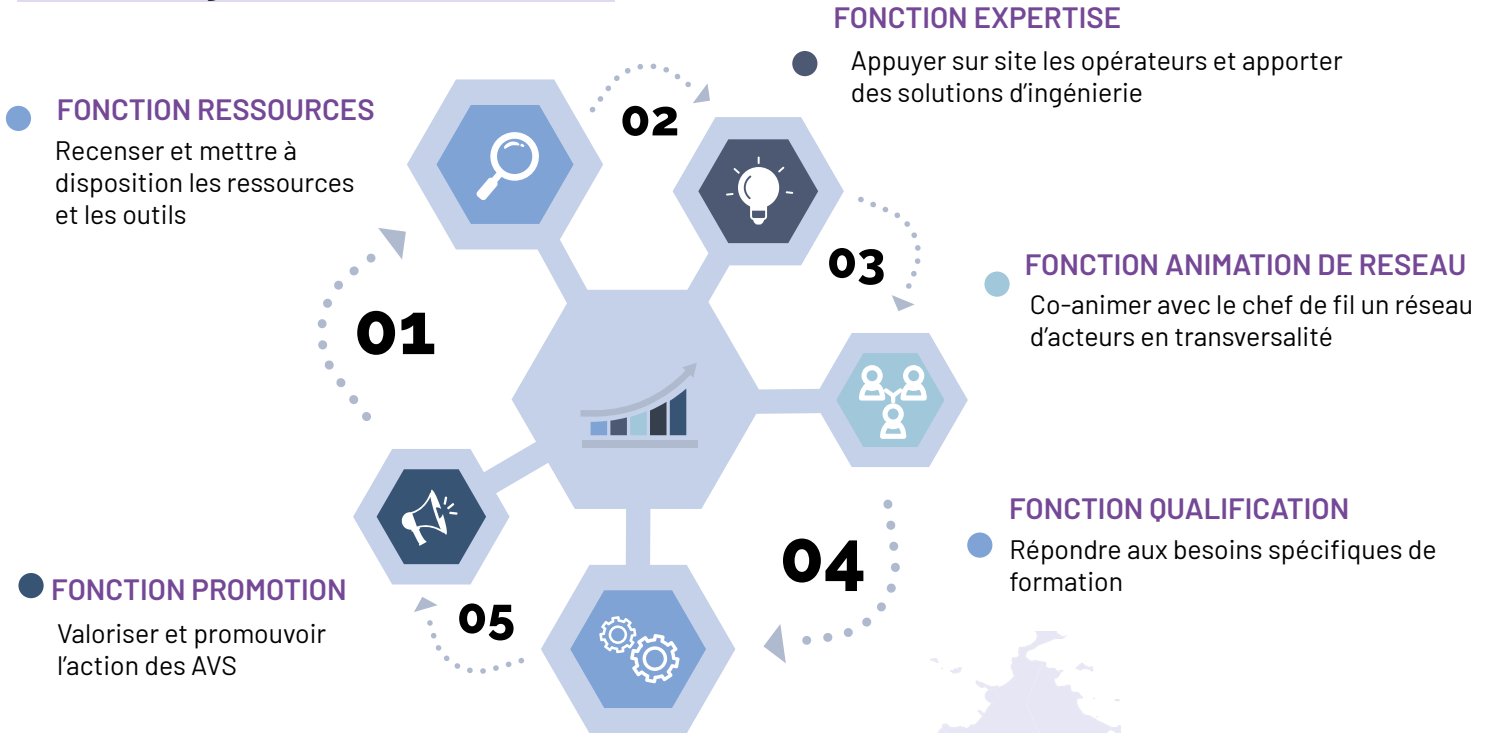 FONCTION RESSOURCES
Recenser et mettre à
disposition les ressources
et les outils
01
02
FONCTION EXPERTISE
Appuyer sur site les opérateurs et apporter
des solutions d'ingénierie
03
FONCTION ANIMATION DE RESEAU
Co-animer avec le chef de fil un réseau
d'acteurs en transversalité
04
FONCTION QUALIFICATION
Répondre aux besoins spécifiques de
formation
05
FONCTION PROMOTION
Valoriser et promouvoir
l'action des AVS